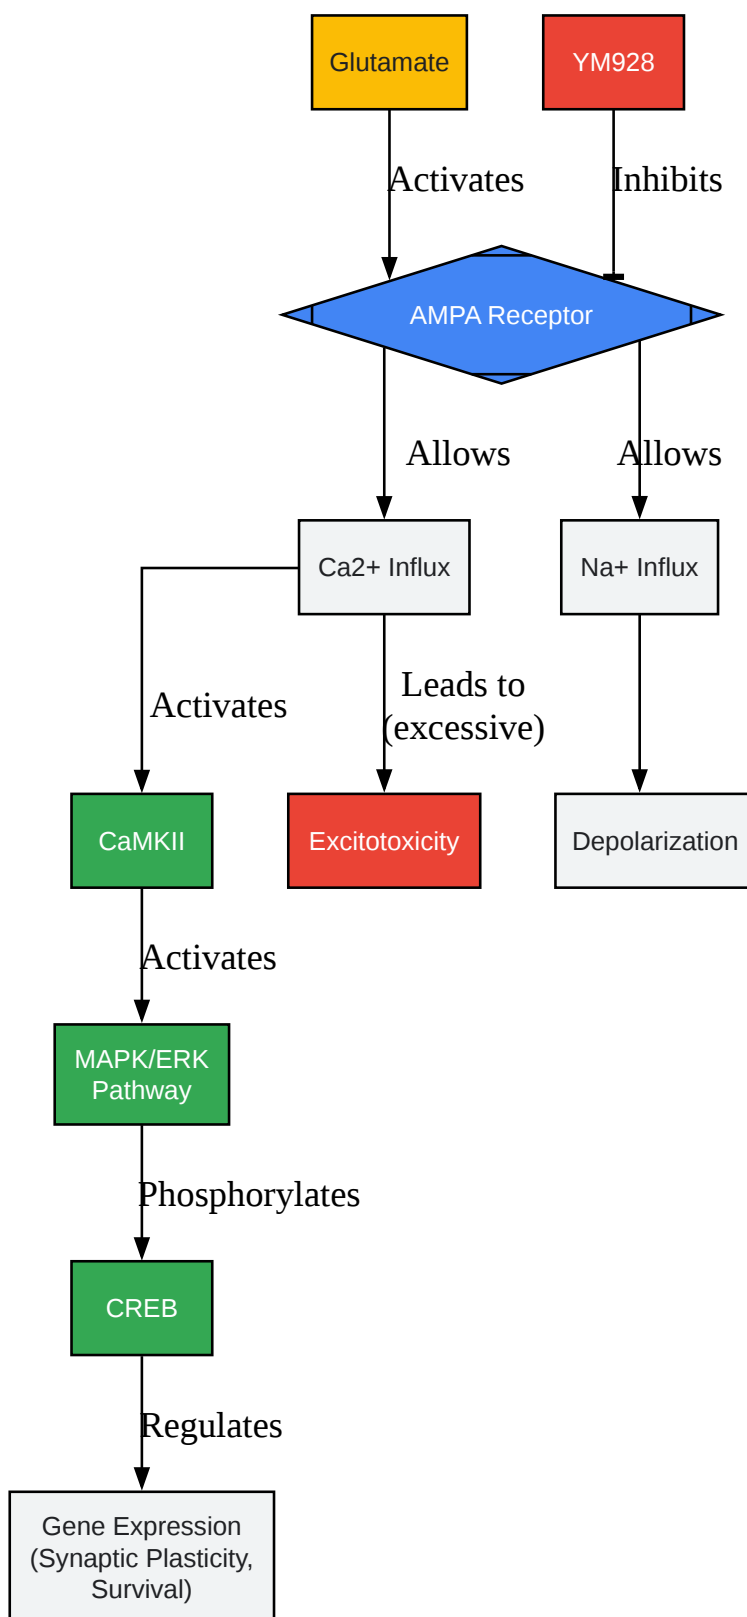 Glutamate
YM928
Activates
Inhibits
AMPA Receptor
Allows
Allows
Ca2+ Influx
Na+ Influx
Activates
Leads to
(excessive)
CaMKII
Excitotoxicity
Depolarization
Activates
MAPK/ERK
Pathway
Phosphorylates
CREB
Regulates
Gene Expression
(Synaptic Plasticity,
Survival)